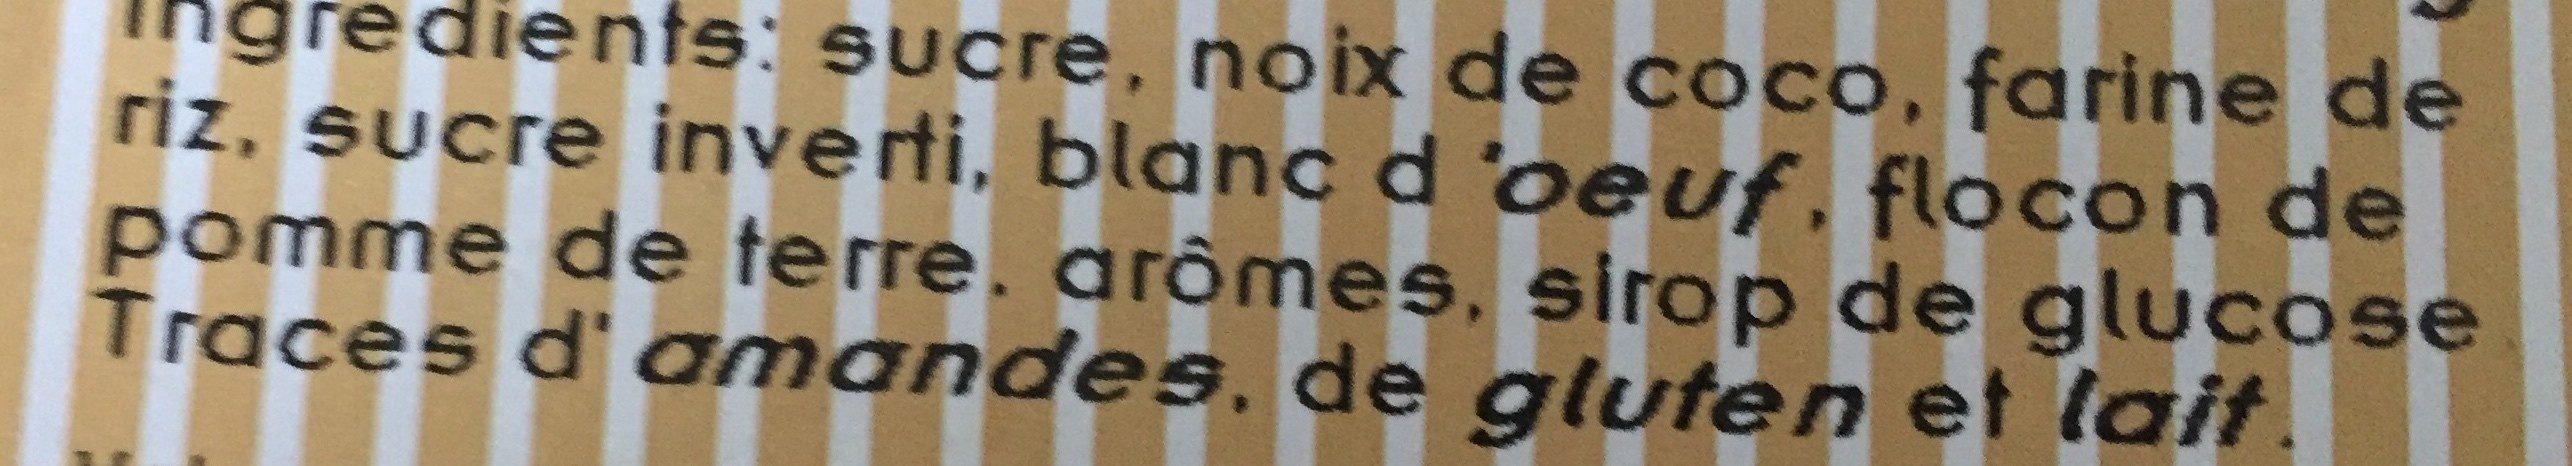 Ingredients: sucre, noix de coco, farine de
riz, sucre inverti, blanc d'oeuf, flocon de
pomme de terre, arômes, sirop de glucose
Traces d'amandes, de gluten et lait.